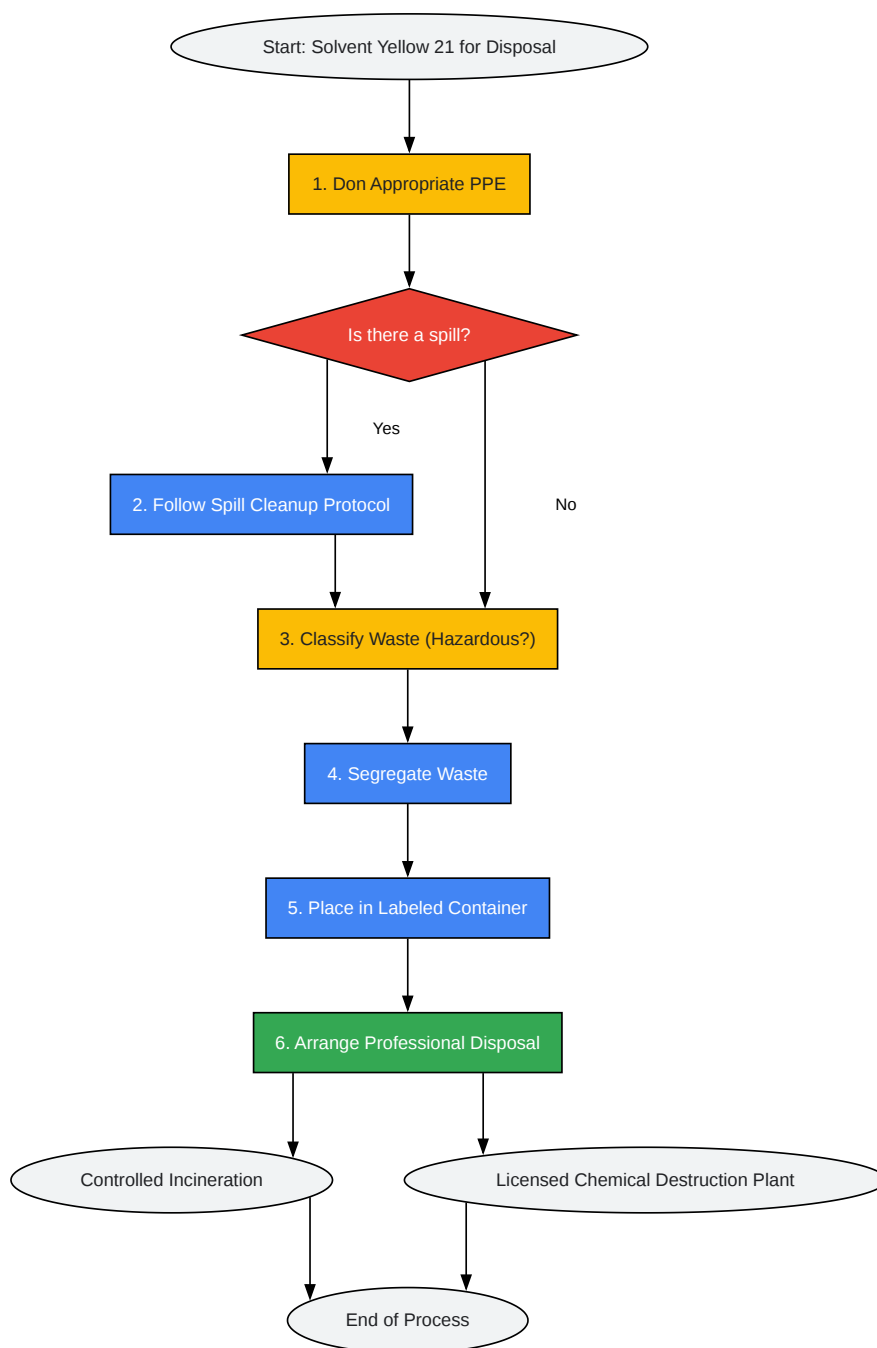 Start: Solvent Yellow 21 for Disposal
1. Don Appropriate PPE
Is there a spill?
Yes
2. Follow Spill Cleanup Protocol
No
3. Classify Waste (Hazardous?)
4. Segregate Waste
5. Place in Labeled Container
6. Arrange Professional Disposal
Controlled Incineration
Licensed Chemical Destruction Plant
End of Process